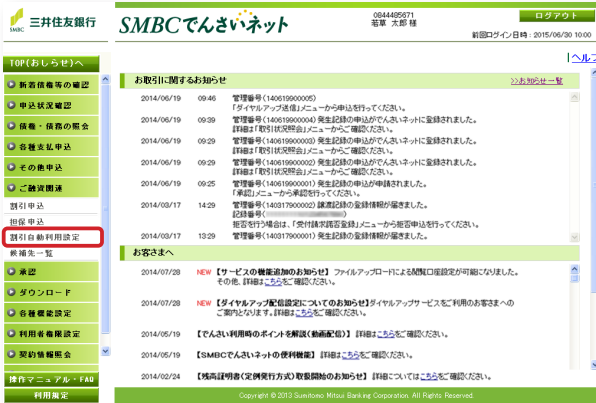 三井住友銀行
SMBC
SMBCでんさいネット
0844485671
若草 太郎 様
ログアウト
前回ログイン日時：2015/06/30 10:00
ヘルプ
TOP(おしらせ)へ
新着債権等の確認
申込状況確認
債権・債務の照会
各種支払申込
その他申込
ご融資関連
割引申込
担保申込
割引自動利用設定
候補先一覧
承認
ダウンロード
各種機能設定
利用者権限設定
契約情報照会
操作マニュアル・FAQ
利用規定
お取引に関するお知らせ
>>お知らせ一覧
2014/06/19 09:46 管理番号(140619900005)
「ダイヤルアップ送信」メニューから申込を行ってください。
2014/06/19 09:39 管理番号(140619900004) 発生記録の申込がでんさいネットに登録されました。
詳細は「取引状況照会」メニューからご確認ください。
2014/06/19 09:29 管理番号(140619900003) 発生記録の申込がでんさいネットに登録されました。
詳細は「取引状況照会」メニューからご確認ください。
2014/06/19 09:29 管理番号(140619900002) 発生記録の申込がでんさいネットに登録されました。
詳細は「取引状況照会」メニューからご確認ください。
2014/06/19 09:25 管理番号(140619900001) 発生記録の申込が申請されました。
「承認」メニューから承認を行ってください。
2014/03/17 14:29 管理番号(140317900002) 譲渡記録の登録情報が届きました。
記録番号(
拒否を行う場合は、「受付請求諾否登録」メニューから拒否申込を行ってください。
2014/03/17 13:29 管理番号(140317900001) 発生記録の登録情報が届きました。
お客さまへ
2014/07/28 NEW 【サービスの機能追加のお知らせ】 ファイルアップロードによる閲覧口座設定が可能になりました。
その他、詳細はこちらをご確認ください。
2014/07/28 NEW 【ダイヤルアップ配信設定についてのお知らせ】ダイヤルアップサービスをご利用のお客さまへの
ご案内となります。詳細はこちらをご確認ください。
2014/05/19 【でんさい利用時のポイントを解説(動画配信)】 詳細はこちらをご確認ください。
2014/05/19 【SMBCでんさいネットの便利機能】 詳細はこちらをご確認ください。
2014/02/24 【残高証明書(定例発行方式)取扱開始のお知らせ】 詳細についてはこちらをご確認ください。
Copyright © 2013 Sumitomo Mitsui Banking Corporation. All Rights Reserved.